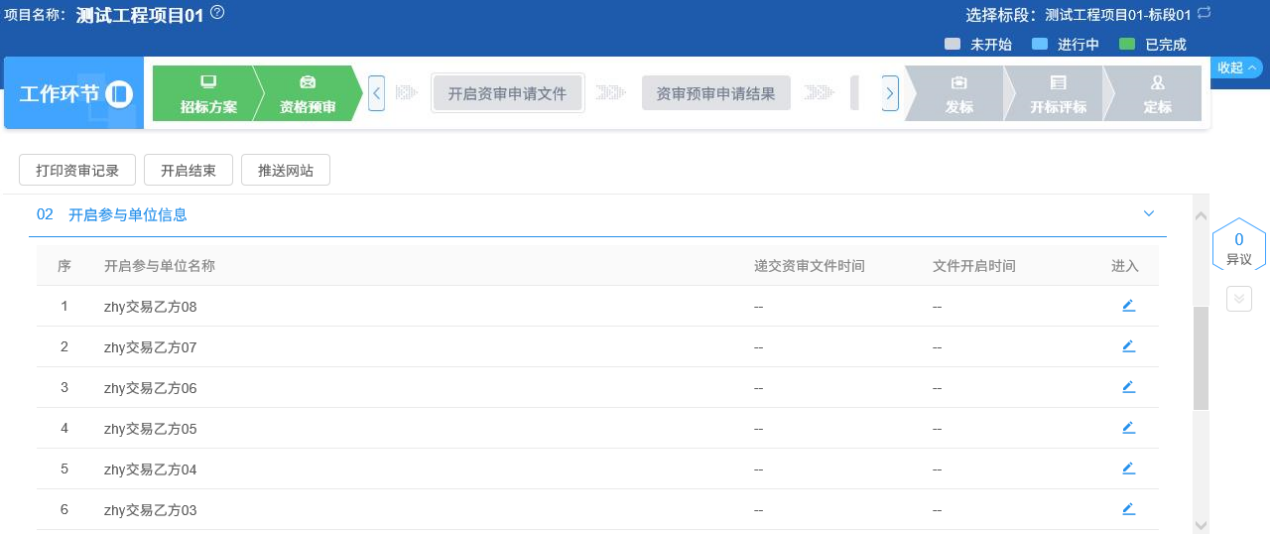 项目名称: 测试工程项目01
选择标段: 测试工程项目01-标段01
未开始 进行中 已完成
收起
工作环节 招标方案 资格预审 开启资审申请文件 资审预审申请结果 发标 开标评标 定标
打印资审记录 开启结束 推送网站
02 开启参与单位信息
0
异议
序 开启参与单位名称 递交资审文件时间 文件开启时间 进入
1 zhy交易乙方08 -- --
2 zhy交易乙方07 -- --
3 zhy交易乙方06 -- --
4 zhy交易乙方05 -- --
5 zhy交易乙方04 -- --
6 zhy交易乙方03 -- --